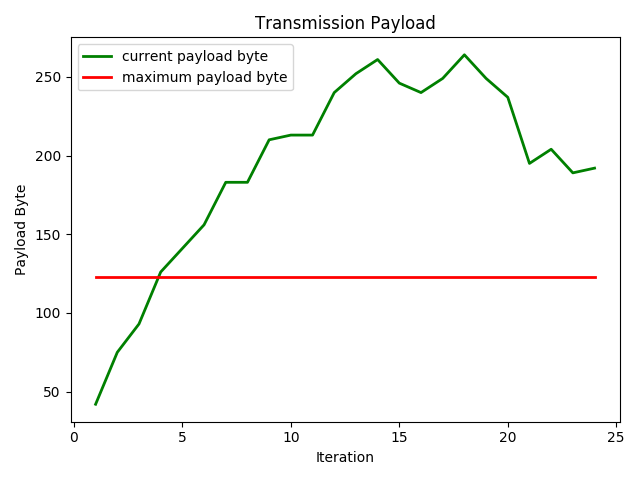 Transmission Payload
current payload byte
maximum payload byte
Payload Byte
250
200
150
100
50
0
5
10
15
20
25
Iteration